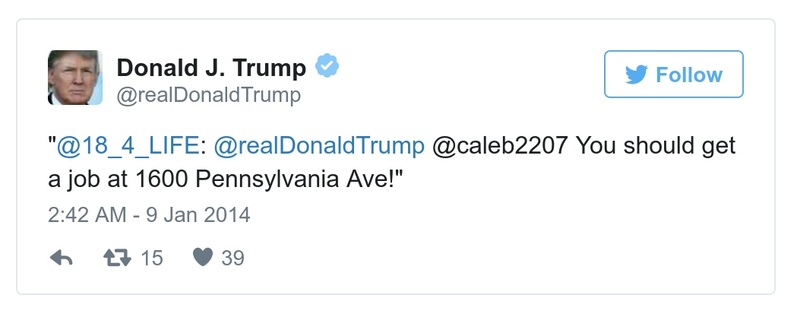 Donald J. Trump
Follow
@realDonaldTrump
"@18_4_LIFE: @realDonaldTrump @caleb2207 You should get
a job at 1600 Pennsylvania Ave!"
2:42 AM - 9 Jan 2014
15 39